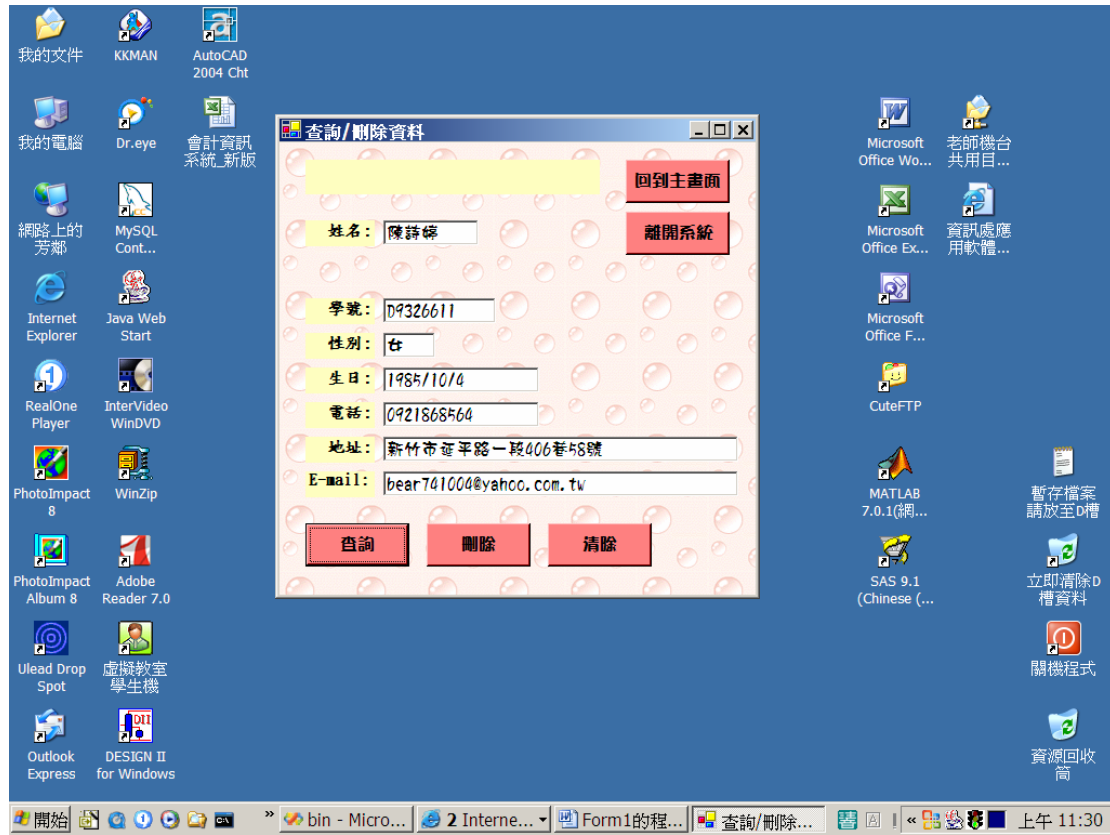 我的文件
KKMAN
AutoCAD
2004 Cht
我的電腦
Dr.eye
會計資訊
系統_新版
網路上的
芳鄰
MySQL
Cont...
Internet
Explorer
Java Web
Start
RealOne
Player
InterVideo
WinDVD
PhotoImpact
8
WinZip
PhotoImpact
Album 8
Adobe
Reader 7.0
Ulead Drop
Spot
虛擬教室
學生機
Outlook
Express
DESIGN II
for Windows
查詢/刪除資料
回到主畫面
姓名: 陳詩婷
離開系統
學號: D9326611
性別: 女
生日: 1985/10/4
電話: 0921868564
地址: 新竹市延平路一段406巷58號
E-mail: bear741004@yahoo.com.tw
查詢 刪除 清除
Microsoft
Office Wo...
老師機台
共用目...
Microsoft
Office Ex...
資訊處應
用軟體...
Microsoft
Office F...
CuteFTP
MATLAB
7.0.1(網...
暫存檔案
請放至D槽
SAS 9.1
(Chinese (...
立即清除D
槽資料
關機程式
資源回收
筒
開始 » bin - Micro... 2 Interne... Form1的程... 查詢/刪除... « 上午 11:30